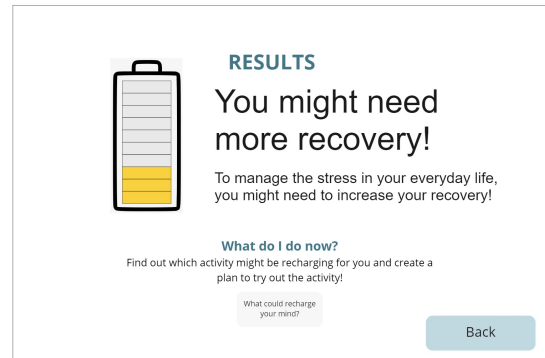 RESULTS
You might need
more recovery!
To manage the stress in your everyday life,
you might need to increase your recovery!
What do I do now?
Find out which activity might be recharging for you and create a
plan to try out the activity!
What could recharge
your mind?
Back